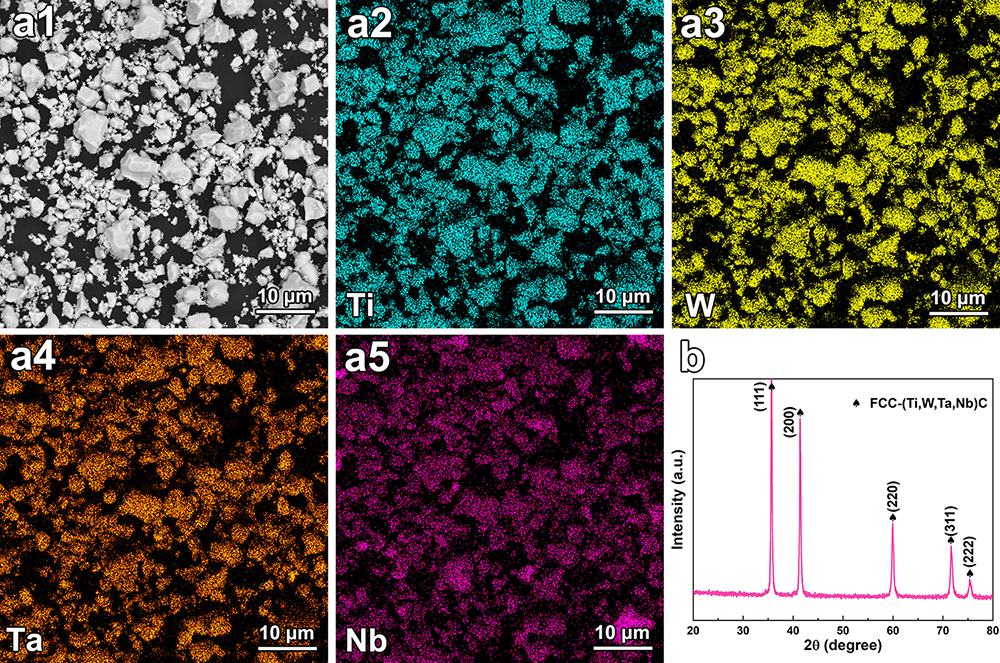 a1
10 μm
a2
Ti
10 μm
a3
W
10 μm
a4
Ta
10 μm
a5
Nb
10 μm
b
♠ FCC-(Ti,W,Ta,Nb)C
(111)
(200)
(220)
(311)
(222)
Intensity (a.u.)
20 30 40 50 60 70 80
2θ (degree)